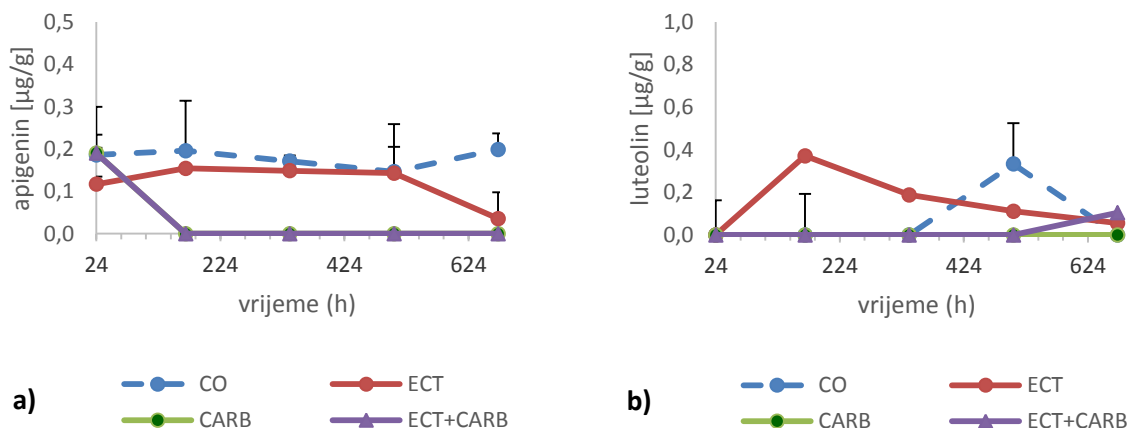 apigenin [µg/g]
0,5
0,4
0,3
0,2
0,1
0,0
24 224 424 624
vrijeme (h)
a)
CO ECT
CARB ECT+CARB
luteolin [µg/g]
1,0
0,8
0,6
0,4
0,2
0,0
24 224 424 624
vrijeme (h)
b)
CO ECT
CARB ECT+CARB